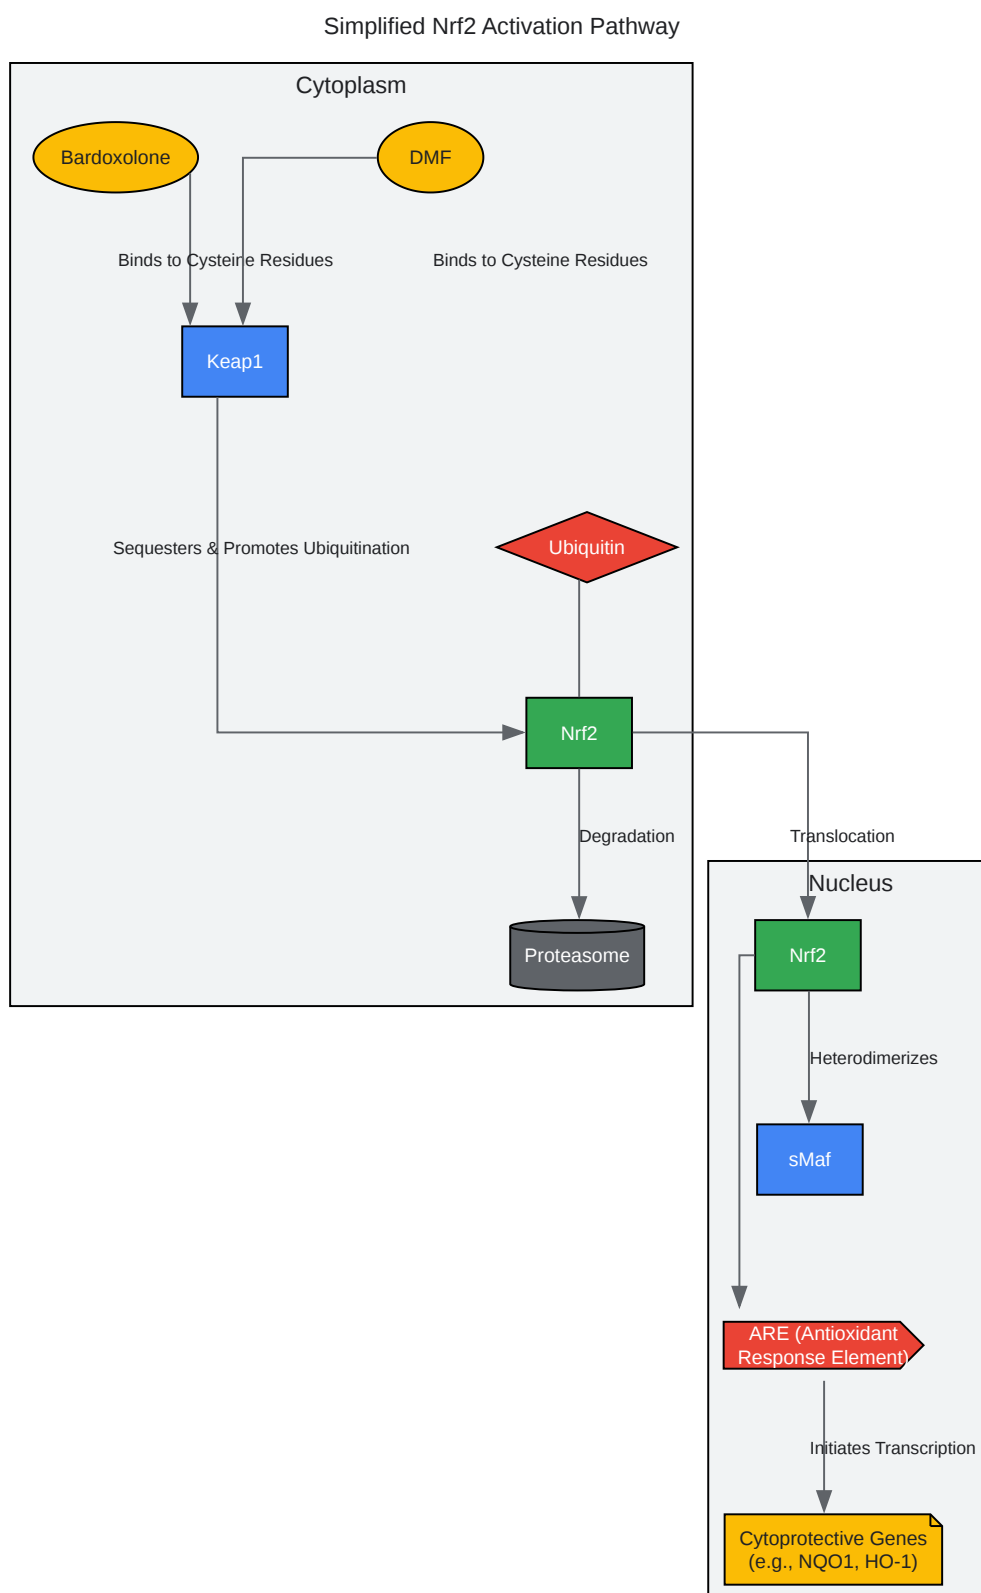 Simplified Nrf2 Activation Pathway
Cytoplasm
Bardoxolone
DMF
Binds to Cysteine Residues
Binds to Cysteine Residues
Keap1
Sequesters & Promotes Ubiquitination
Ubiquitin
Nrf2
Degradation
Translocation
Nucleus
Proteasome
Nrf2
Heterodimerizes
sMaf
ARE (Antioxidant
Response Element)
Initiates Transcription
Cytoprotective Genes
(e.g., NQO1, HO-1)